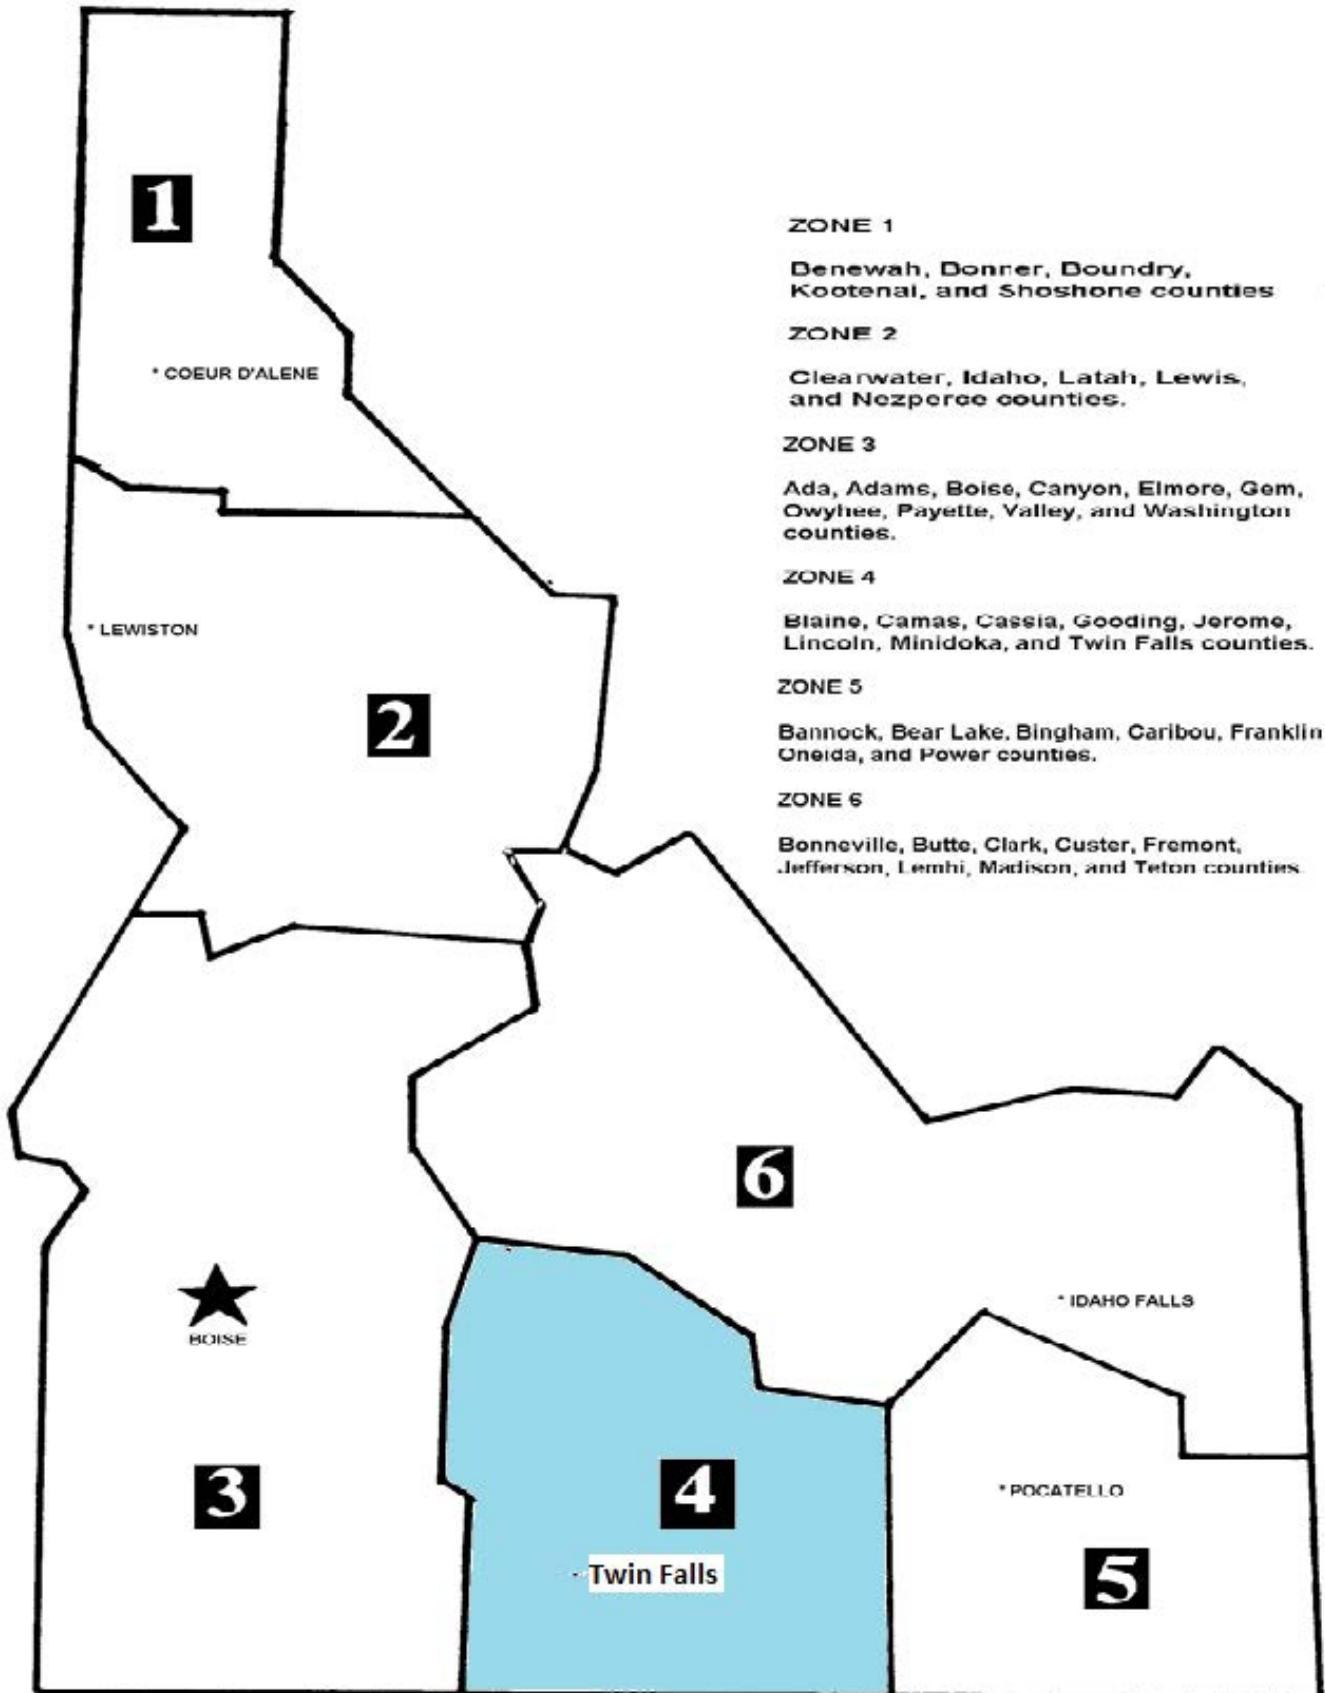 1
ZONE 1
Benewah, Bonner, Boundry,
Kootenai, and Shoshone counties
ZONE 2
* COEUR D'ALENE
Clearwater, Idaho, Latah, Lewis,
and Nezperce counties.
ZONE 3
Ada, Adams, Boise, Canyon, Elmore, Gem,
Owyhee, Payette, Valley, and Washington
counties.
ZONE 4
Blaine, Camas, Cassia, Gooding, Jerome,
Lincoln, Minidoka, and Twin Falls counties.
* LEWISTON
ZONE 5
2
Bannock, Bear Lake, Bingham, Caribou, Franklin
Oneida, and Power counties.
ZONE 6
Bonneville, Butte, Clark, Custer, Fremont,
Jefferson, Lemhi, Madison, and Teton counties
6
* IDAHO FALLS
BOISE
3
4
* POCATELLO
Twin Falls
5